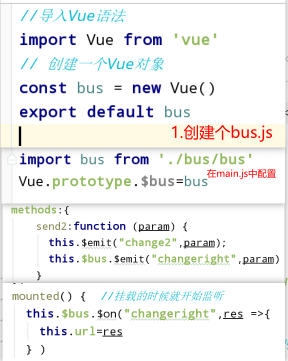 //导入Vue语法
import Vue from 'vue'
// 创建一个Vue对象
const bus = new Vue()
export default bus
1.创建个bus.js
import bus from './bus/bus'
在main.js中配置
Vue.prototype.$bus=bus
methods:{
send2:function (param) {
this.$emit("change2",param);
this.$bus.$emit("changeright",param)
}
mounted() { //挂载的时候就开始监听
this.$bus.$on("changeright",res =>{
this.url=res
} )